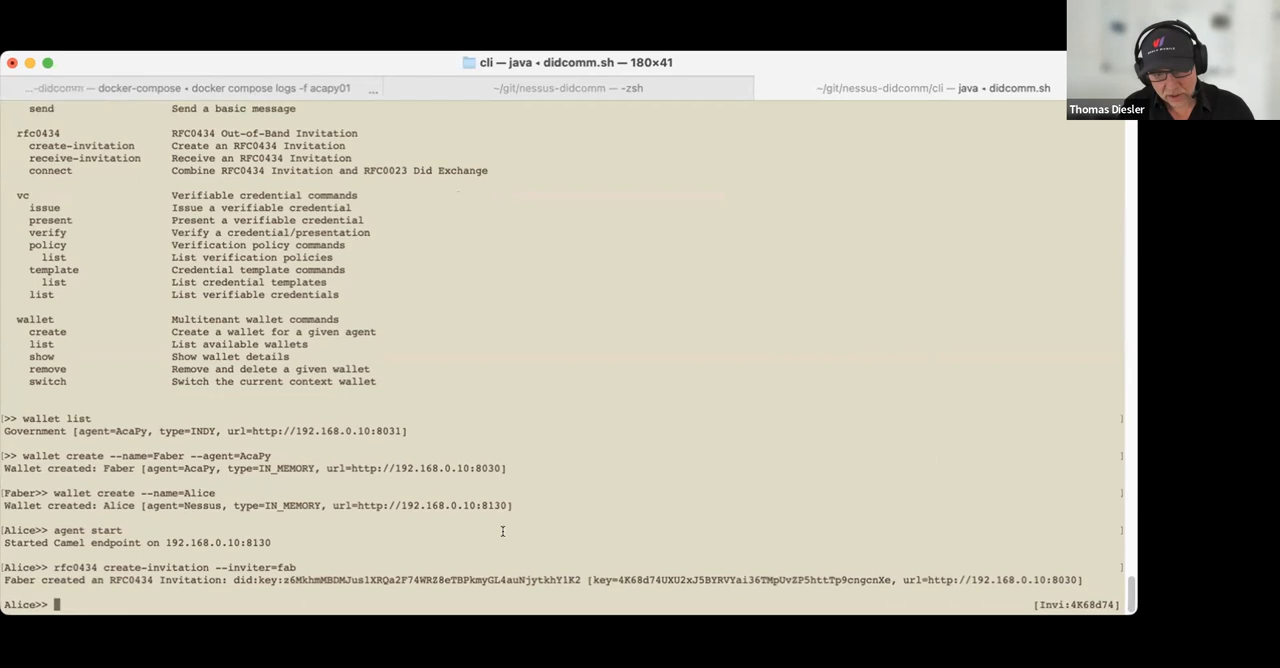 cli — java ◂ didcomm.sh — 180×41
...-didcomm — docker-compose ◂ docker compose logs -f acapy01 ...
~/git/nessus-didcomm — -zsh
~/git/nessus-didcomm/cli — java ◂ didcomm.sh
Thomas Diesler
send Send a basic message
rfc0434 RFC0434 Out-of-Band Invitation
create-invitation Create an RFC0434 Invitation
receive-invitation Receive an RFC0434 Invitation
connect Combine RFC0434 Invitation and RFC0023 Did Exchange
vc Verifiable credential commands
issue Issue a verifiable credential
present Present a verifiable credential
verify Verify a credential/presentation
policy Verification policy commands
list List verification policies
template Credential template commands
list List credential templates
list List verifiable credentials
wallet Multitenant wallet commands
create Create a wallet for a given agent
list List available wallets
show Show wallet details
remove Remove and delete a given wallet
switch Switch the current context wallet
[>> wallet list ]
Government [agent=AcaPy, type=INDY, url=http://192.168.0.10:8031]
[>> wallet create --name=Faber --agent=AcaPy ]
Wallet created: Faber [agent=AcaPy, type=IN_MEMORY, url=http://192.168.0.10:8030]
[Faber>> wallet create --name=Alice ]
Wallet created: Alice [agent=Nessus, type=IN_MEMORY, url=http://192.168.0.10:8130]
[Alice>> agent start ]
Started Camel endpoint on 192.168.0.10:8130
[Alice>> rfc0434 create-invitation --inviter=fab ]
Faber created an RFC0434 Invitation: did:key:z6MkhmMBDMJus1XRQa2F74WRZ8eTBPkmyGL4auNjytkhY1K2 [key=4K68d74UXU2xJ5BYRVYai36TMpUvZP5httTp9cngcnXe, url=http://192.168.0.10:8030]
Alice>> [Invi:4K68d74]